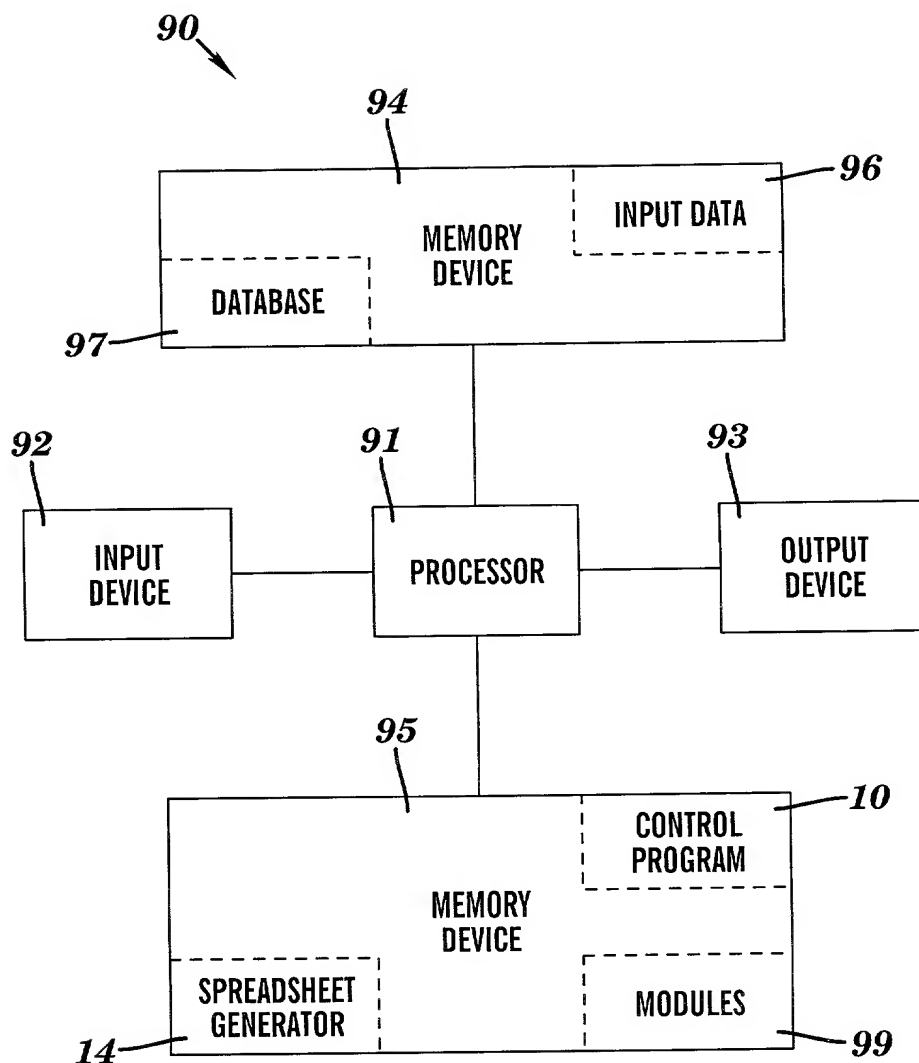 90
94
96
INPUT DATA
MEMORY
DEVICE
DATABASE
97
92
91
93
INPUT
DEVICE
PROCESSOR
OUTPUT
DEVICE
95
10
CONTROL
PROGRAM
MEMORY
DEVICE
SPREADSHEET
GENERATOR
MODULES
14
99